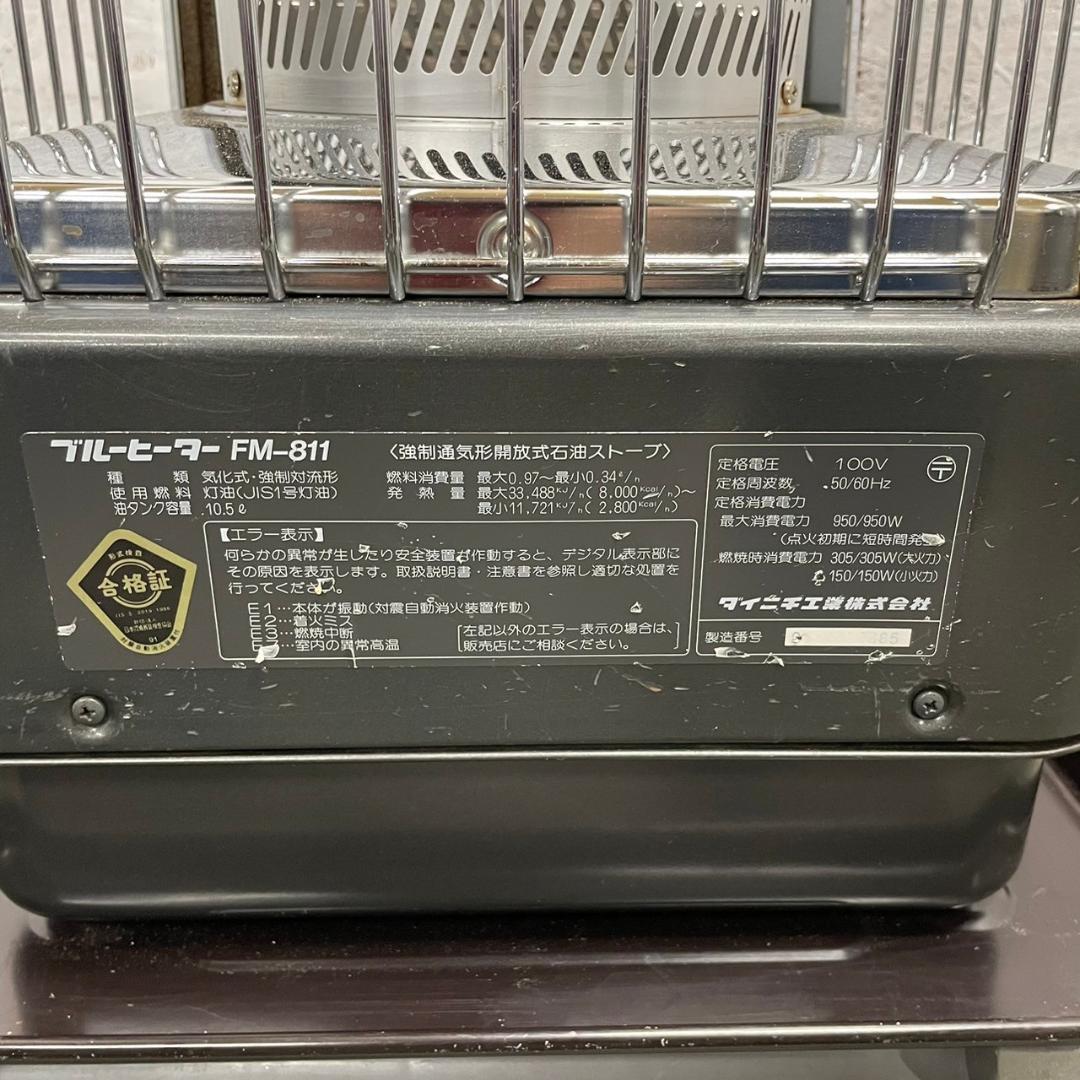 ブルーヒーター FM-811 〈強制通気形開放式石油ストーブ〉
種類 気化式・強制対流形
使用燃料 灯油(JIS1号灯油)
油タンク容量 10.5ℓ
燃料消費量 最大0.97～最小0.34ℓ/h
発熱量 最大33,488KJ/h(8,000Kcal/h)～
最小11,721KJ/h(2,800Kcal/h)
【エラー表示】
何らかの異常が生じたり安全装置が作動すると、デジタル表示部に
その原因を表示します。取扱説明書・注意書を参照し適切な処置を
行ってください。
E1…本体が振動(対震自動消火装置作動)
E2…着火ミス
E3…燃焼中断
室内の異常高温
[左記以外のエラー表示の場合は、
販売店にご相談ください。]
定格電圧 100V
定格周波数 50/60Hz
定格消費電力
最大消費電力 950/950W
(点火初期に短時間発
燃焼時消費電力 305/305W(大火力)
150/150W(小火力)
ダイニチ工業株式会社
製造番号
合格証